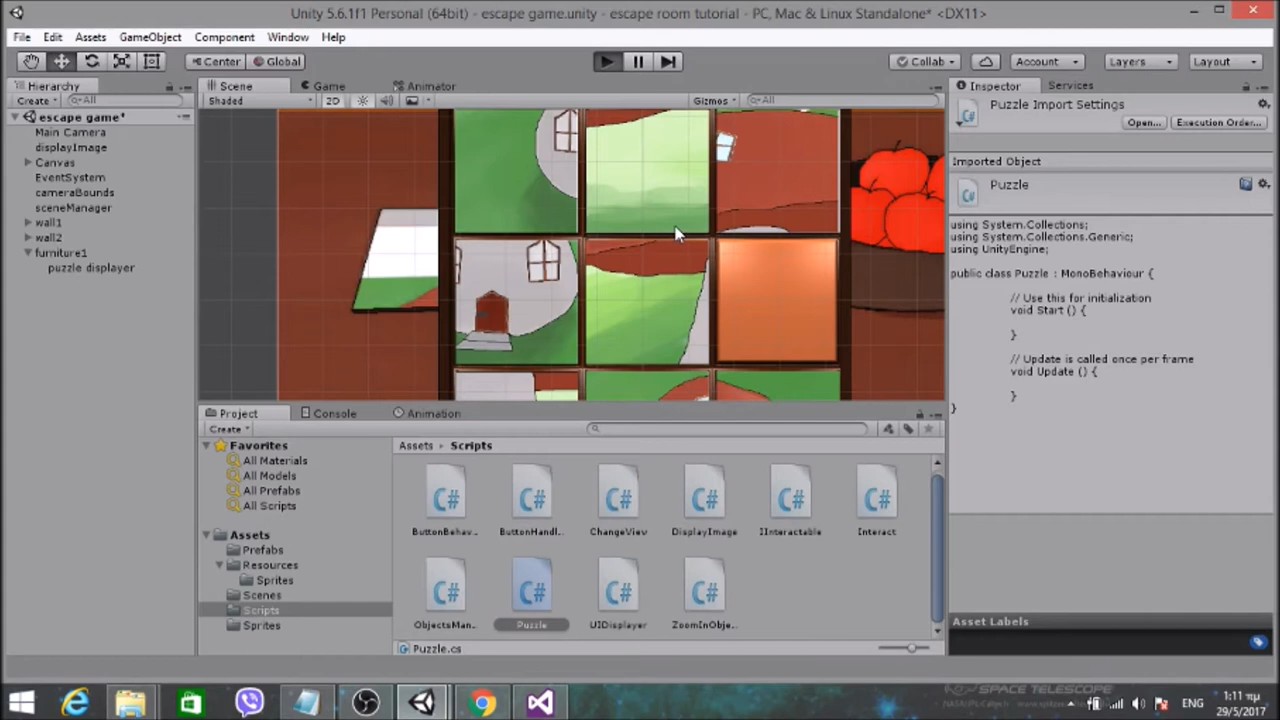 Unity 5.6.1f1 Personal (64bit) - escape game.unity - escape room tutorial - PC, Mac & Linux Standalone* <DX11>
File Edit Assets GameObject Component Window Help
Center Global Collab Account Layers Layout
Hierarchy Scene Game Animator Inspector Services
Create All Shaded 2D Gizmos All Puzzle Import Settings
escape game* Open... Execution Order...
Main Camera
displayImage
Canvas Imported Object
EventSystem Puzzle
cameraBounds
sceneManager
wall1
wall2
furniture1
puzzle displayer
using System.Collections;
using System.Collections.Generic;
using UnityEngine;
public class Puzzle : MonoBehaviour {
// Use this for initialization
void Start () {
}
// Update is called once per frame
void Update () {
}
}
Project Console Animation
Create
Favorites Assets Scripts
All Materials
All Models
All Prefabs
All Scripts
Assets
Prefabs
Resources
Sprites
Scenes
Scripts
Sprites
C# C# C# C# C# C#
ButtonBehav... ButtonHandl... ChangeView DisplayImage IInteractable Interact
C# C# C# C#
ObjectsMan... Puzzle UIDisplayer ZoomInObje...
Puzzle.cs
Asset Labels
SPACE TELESCOPE
ENG
1:11 πμ
29/5/2017